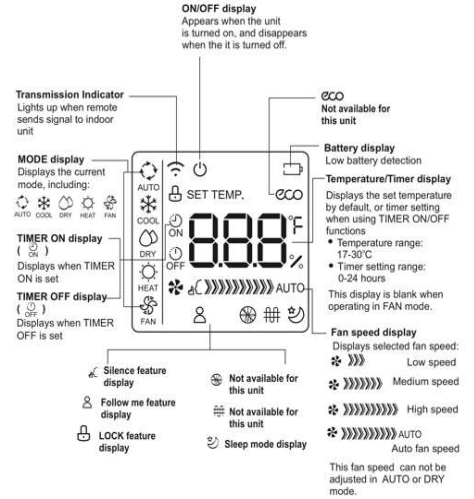 ON/OFF display
Appears when the unit
is turned on, and disappears
when the it is turned off.
Transmission Indicator
Lights up when remote
sends signal to indoor
unit
eco
Not available for
this unit
MODE display
Displays the current
mode, including:
AUTO COOL DRY HEAT FAN
TIMER ON display
( ON )
Displays when TIMER
ON is set
TIMER OFF display
( OFF )
Displays when TIMER
OFF is set
AUTO
COOL
DRY
HEAT
FAN
SET TEMP.
eco
ON
OFF
888
°F
%
AUTO
Battery display
Low battery detection
Temperature/Timer display
Displays the set temperature
by default, or timer setting
when using TIMER ON/OFF
functions
• Temperature range:
17-30°C
• Timer setting range:
0-24 hours
This display is blank when
operating in FAN mode.
Fan speed display
Displays selected fan speed:
Low speed
Medium speed
High speed
AUTO
Auto fan speed
This fan speed can not be
adjusted in AUTO or DRY
mode.
Silence feature
display
Follow me feature
display
LOCK feature
display
Not available for
this unit
Not available for
this unit
Sleep mode display